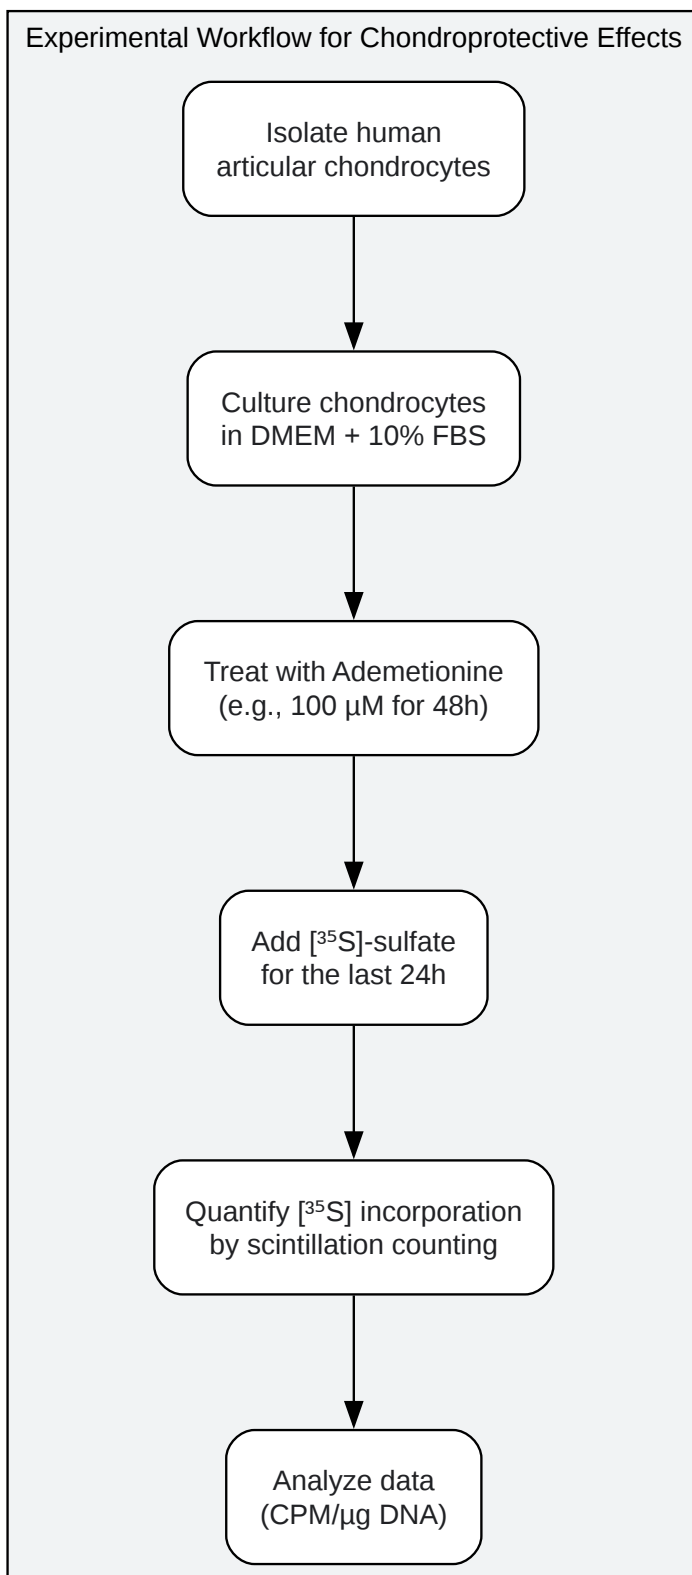 Experimental Workflow for Chondroprotective Effects
Isolate human
articular chondrocytes
Culture chondrocytes
in DMEM + 10% FBS
Treat with Ademetionine
(e.g., 100 µM for 48h)
Add [³⁵S]-sulfate
for the last 24h
Quantify [³⁵S] incorporation
by scintillation counting
Analyze data
(CPM/µg DNA)